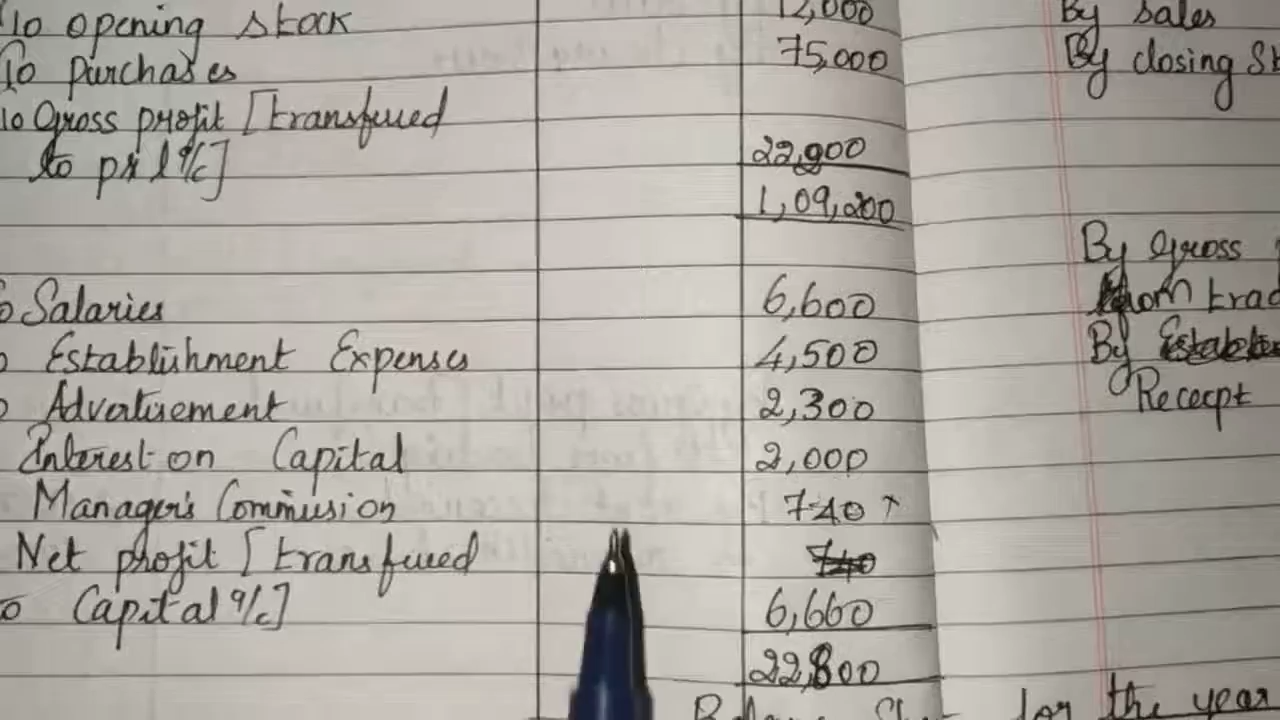 To opening stock 12,000 By Sales
To purchases 75,000 By closing St
To Gross profit [transferred
to p & l a/c] 22,200
1,09,200
By Gross
from trad
Salaries 6,600
Establishment Expenses 4,500 By
Receipt
Advertisement 2,300
Interest on Capital 2,000
Manager's Commission 740
Net profit [transferred
Capital a/c] 6,660
22,800
for the year